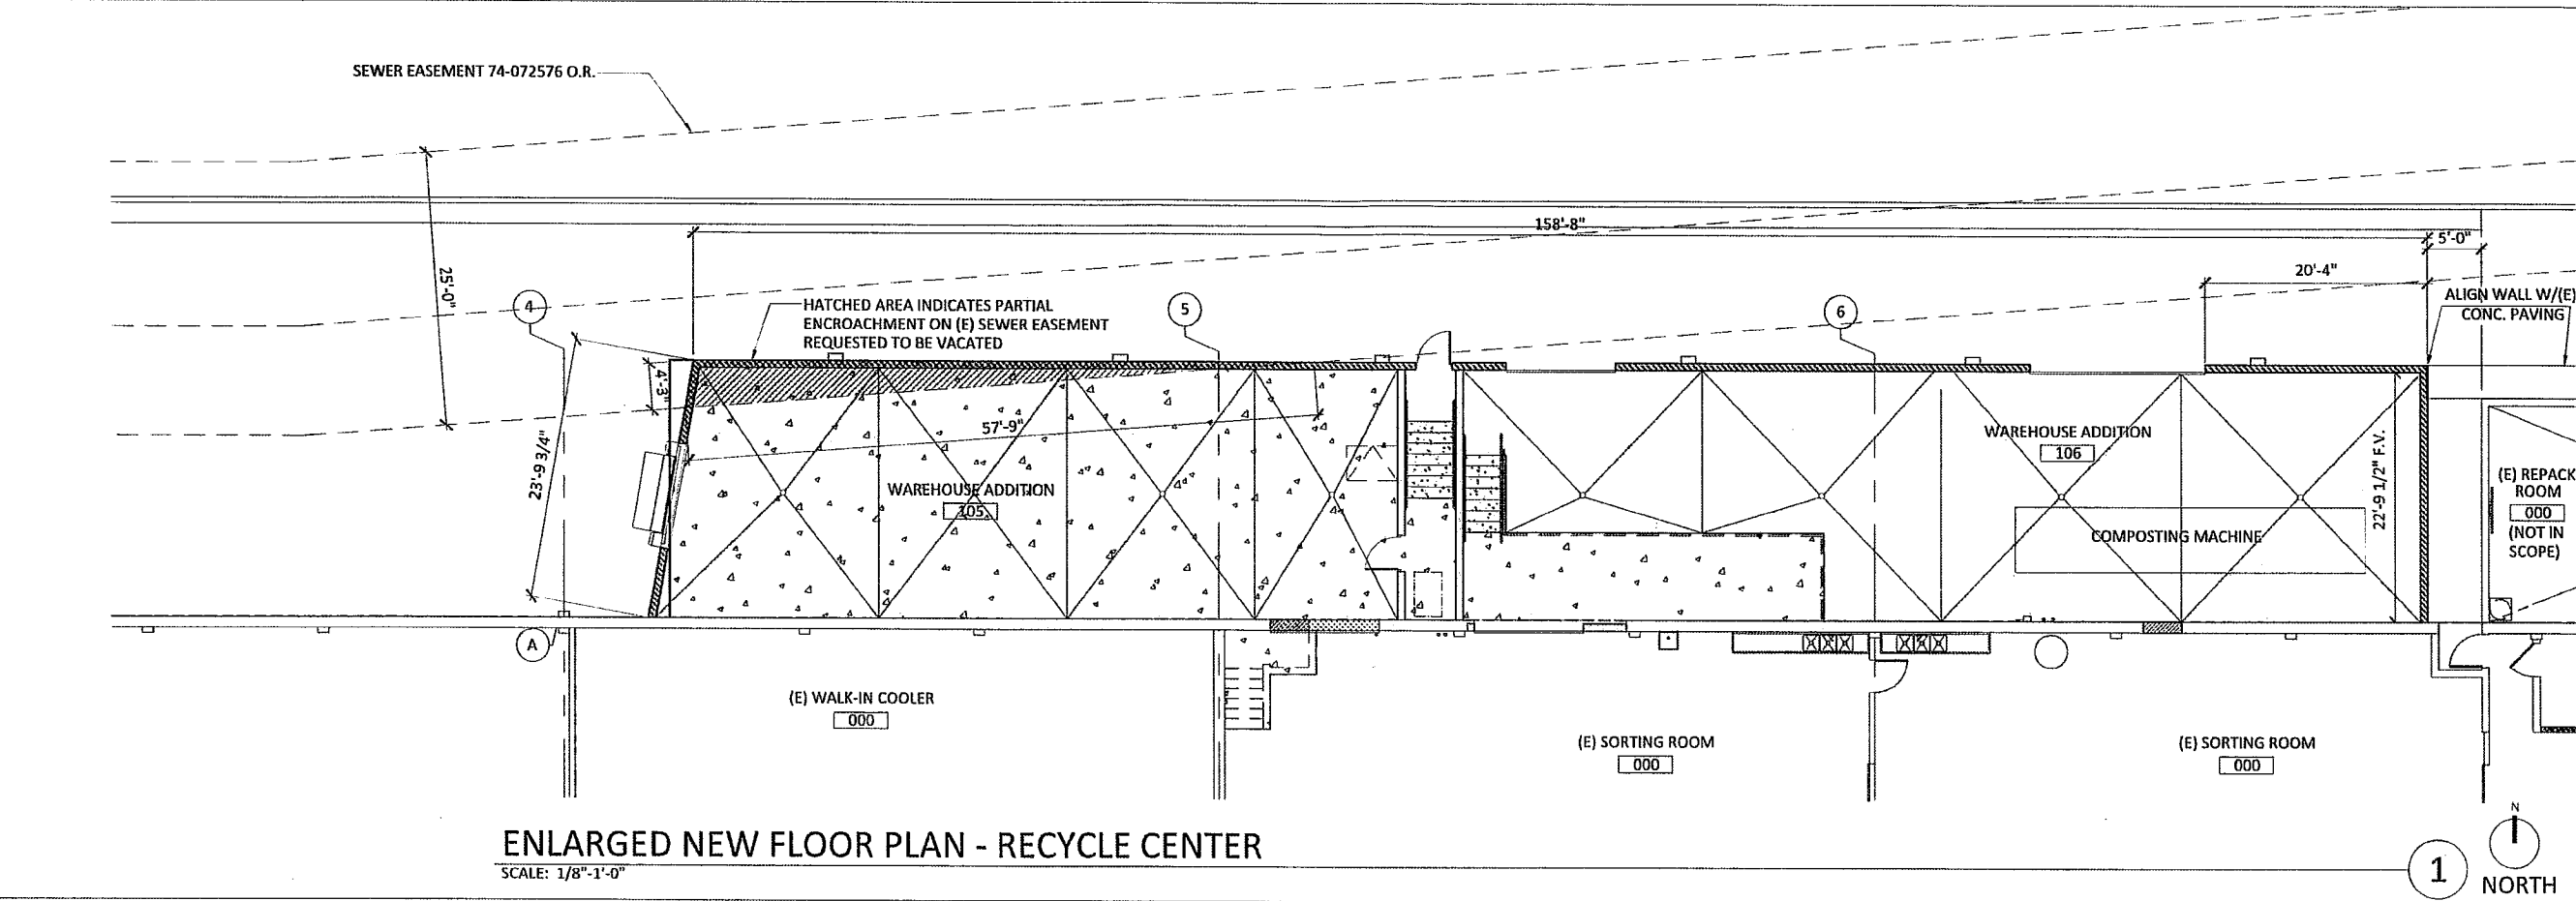 SEWER EASEMENT 74-072576 O.R.
158'-8"
5'-0"
20'-4"
25'-0"
4
HATCHED AREA INDICATES PARTIAL
ENCROACHMENT ON (E) SEWER EASEMENT
REQUESTED TO BE VACATED
5
6
ALIGN WALL W/(E)
CONC. PAVING
4'-3"
57'-9"
23'-9 3/4"
WAREHOUSE ADDITION
105
WAREHOUSE ADDITION
106
22'-9 1/2" F.V.
COMPOSTING MACHINE
(E) REPACK
ROOM
000
(NOT IN
SCOPE)
A
(E) WALK-IN COOLER
000
(E) SORTING ROOM
000
(E) SORTING ROOM
000
ENLARGED NEW FLOOR PLAN - RECYCLE CENTER
SCALE: 1/8"-1'-0"
1
N
NORTH